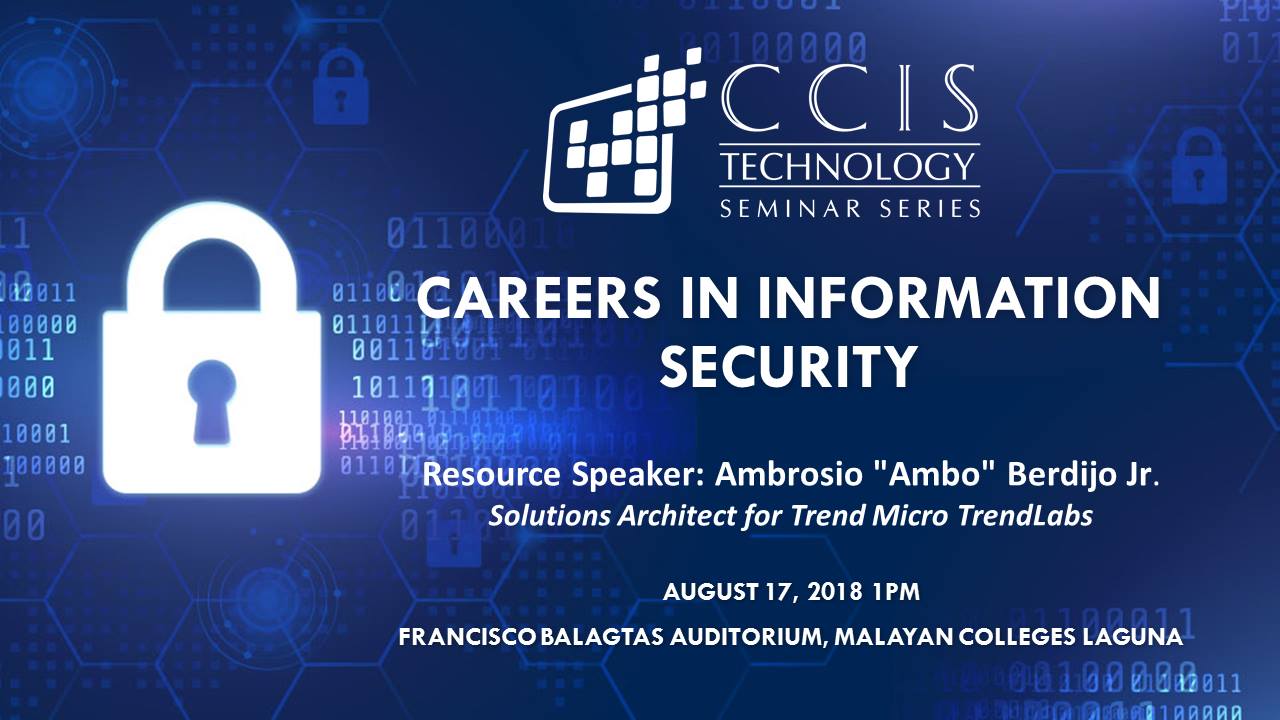 CCIS
TECHNOLOGY
SEMINAR SERIES
CAREERS IN INFORMATION
SECURITY
Resource Speaker: Ambrosio "Ambo" Berdijo Jr.
Solutions Architect for Trend Micro TrendLabs
AUGUST 17, 2018 1PM
FRANCISCO BALAGTAS AUDITORIUM, MALAYAN COLLEGES LAGUNA